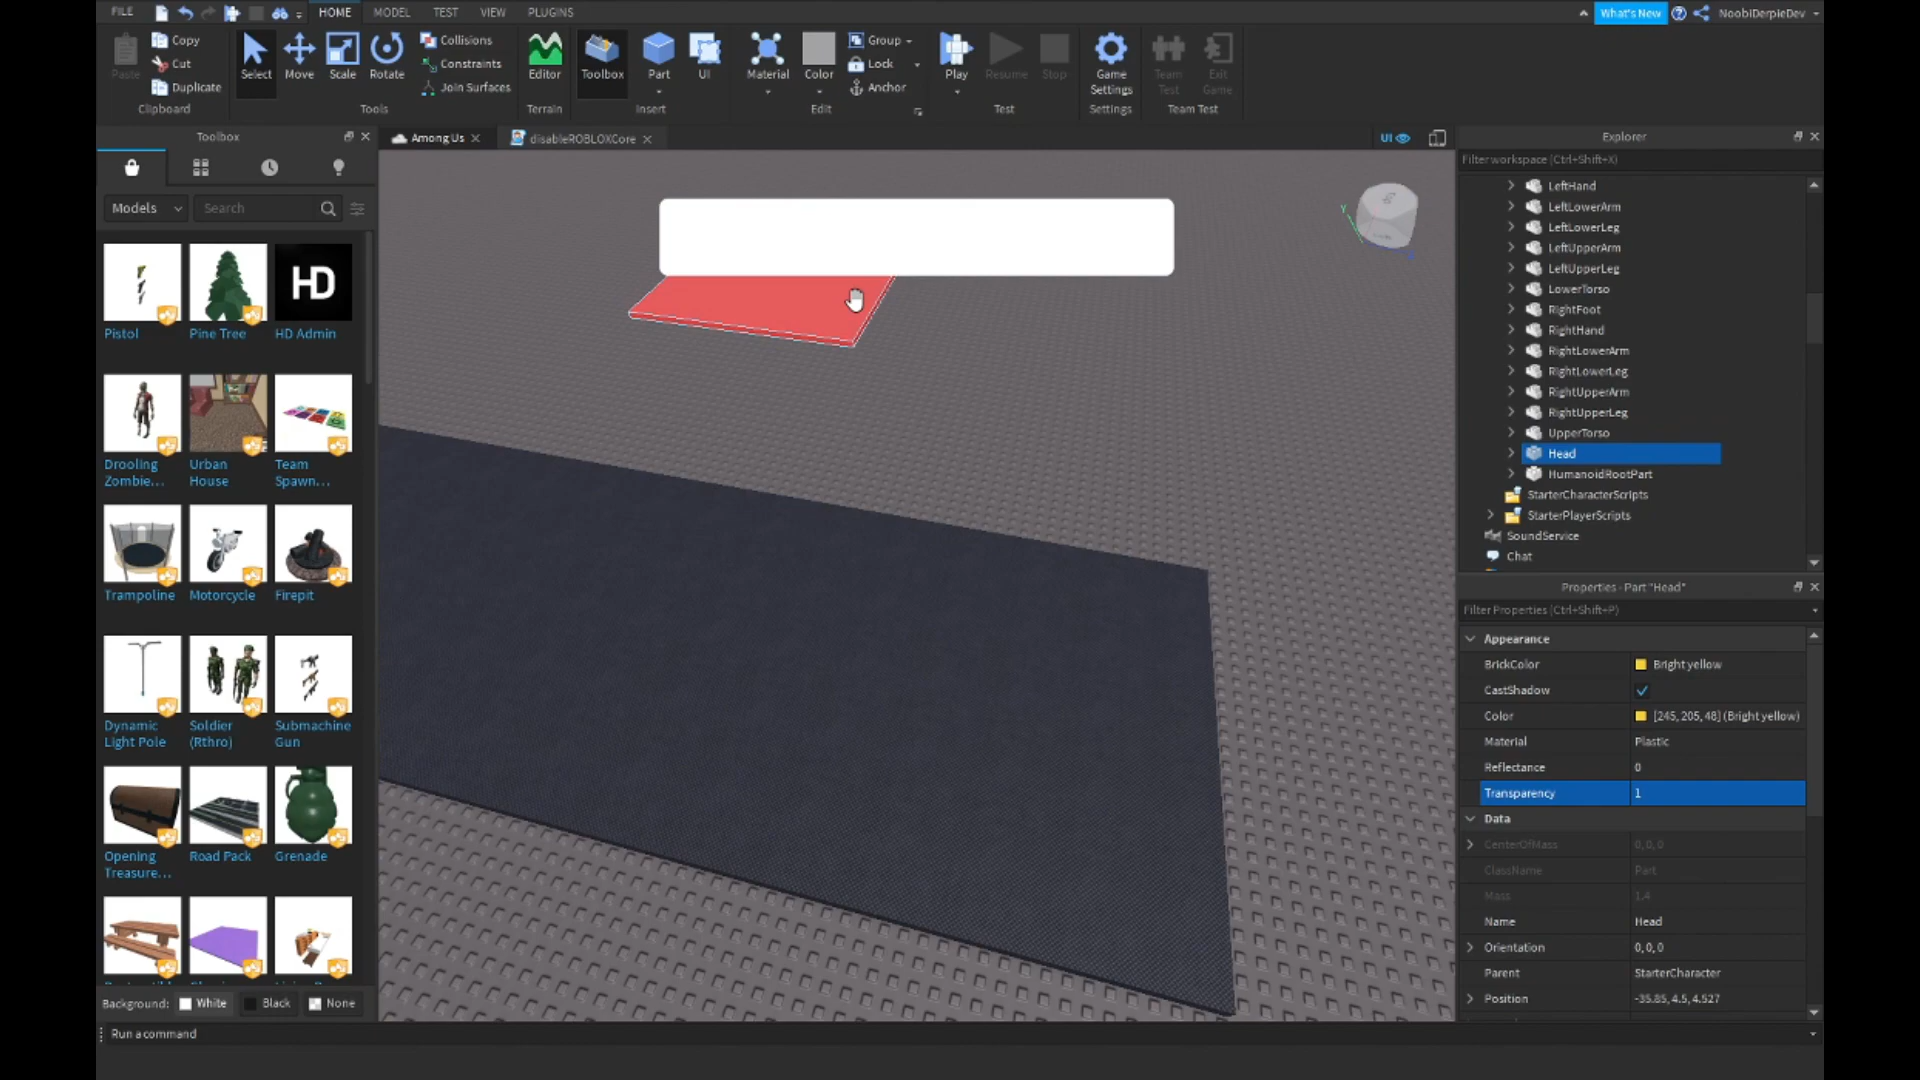 FILE HOME MODEL TEST VIEW PLUGINS What's New NoobiDerpieDev
Copy
Cut
Duplicate
Paste
Clipboard
Select Move Scale Rotate
Collisions
Constraints
Join Surfaces
Tools
Editor
Terrain
Toolbox Part UI
Insert
Material Color
Group
Lock
Anchor
Edit
Play Resume Stop
Test
Game Settings
Settings
Team Test Exit Game
Team Test
Toolbox
Among Us disableROBLOXCore
UI
Models Search
HD
Pistol Pine Tree HD Admin
Drooling Zombie... Urban House Team Spawn...
Trampoline Motorcycle Firepit
Dynamic Light Pole Soldier (Rthro) Submachine Gun
Opening Treasure... Road Pack Grenade
Background: White Black None
Run a command
Explorer
Filter workspace (Ctrl+Shift+X)
LeftHand
LeftLowerArm
LeftLowerLeg
LeftUpperArm
LeftUpperLeg
LowerTorso
RightFoot
RightHand
RightLowerArm
RightLowerLeg
RightUpperArm
RightUpperLeg
UpperTorso
Head
HumanoidRootPart
StarterCharacterScripts
StarterPlayerScripts
SoundService
Chat
Properties - Part "Head"
Filter Properties (Ctrl+Shift+P)
Appearance
BrickColor Bright yellow
CastShadow
Color [245, 205, 48] (Bright yellow)
Material Plastic
Reflectance 0
Transparency 1
Data
CenterOfMass 0, 0, 0
ClassName Part
Mass 1.4
Name Head
Orientation 0, 0, 0
Parent StarterCharacter
Position -35.85, 4.5, 4.527